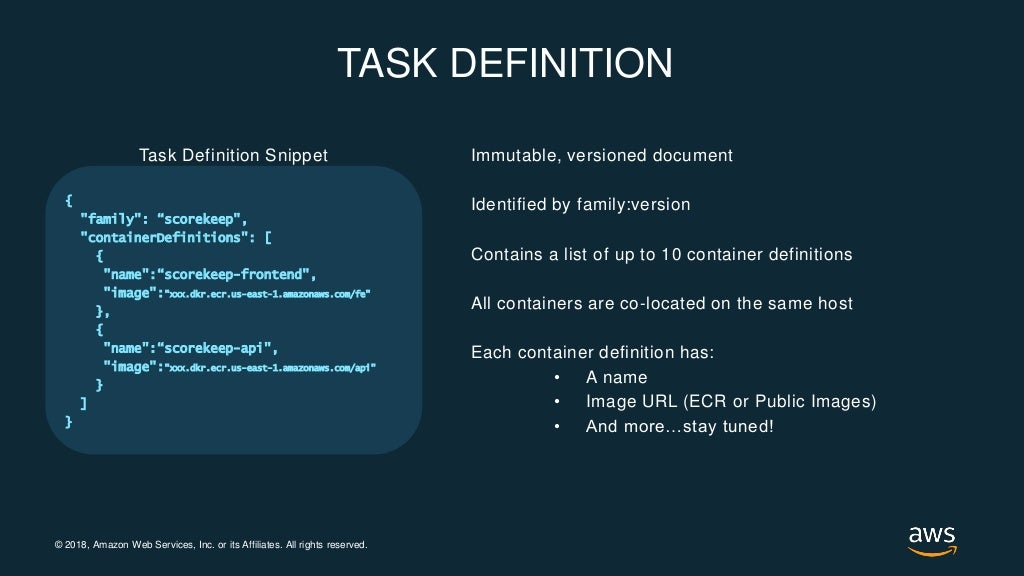 TASK DEFINITION
Task Definition Snippet
{
"family": “scorekeep",
"containerDefinitions": [
{
"name":“scorekeep-frontend",
"image":"xxx.dkr.ecr.us-east-1.amazonaws.com/fe"
},
{
"name":“scorekeep-api",
"image":"xxx.dkr.ecr.us-east-1.amazonaws.com/api"
}
]
}
Immutable, versioned document
Identified by family:version
Contains a list of up to 10 container definitions
All containers are co-located on the same host
Each container definition has:
• A name
• Image URL (ECR or Public Images)
• And more…stay tuned!
© 2018, Amazon Web Services, Inc. or its Affiliates. All rights reserved.
aws